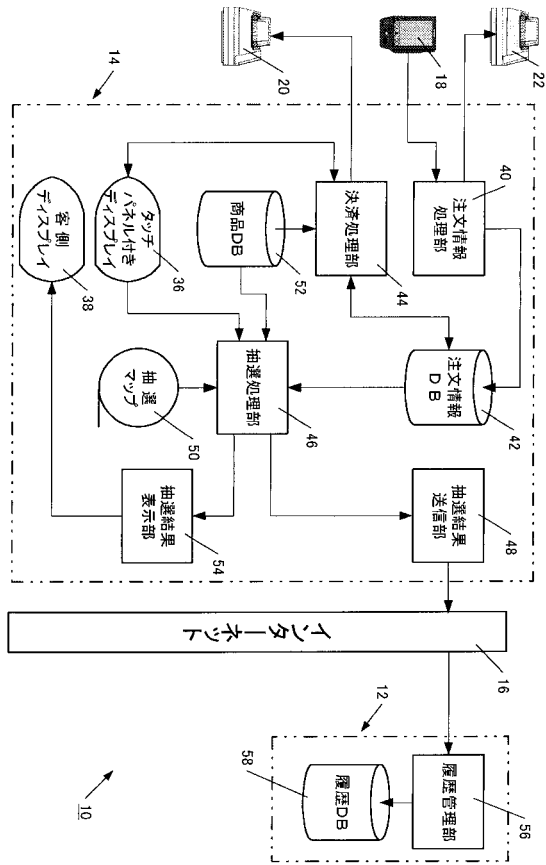 22
18
20
14
40
注文情報
処理部
決済処理部
44
商品DB
52
タッチ
パネル付き
ディスプレイ
36
客側
ディスプレイ
38
注文情報
DB
42
抽選処理部
46
抽選
マップ
50
抽選結果
送信部
48
抽選結果
表示部
54
インターネット
16
12
履歴管理部
56
履歴DB
58
10